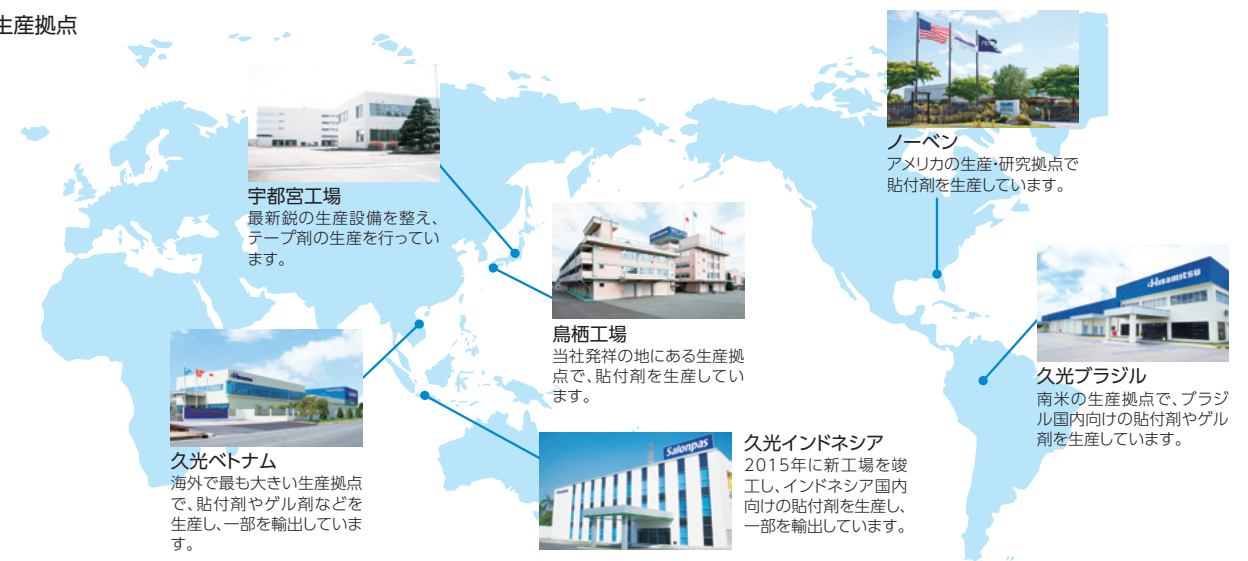 生産拠点
宇都宮工場
最新鋭の生産設備を整え、
テープ剤の生産を行ってい
ます。
ノーベン
アメリカの生産・研究拠点で
貼付剤を生産しています。
鳥栖工場
当社発祥の地にある生産拠
点で、貼付剤を生産してい
ます。
Hisamitsu
久光ブラジル
南米の生産拠点で、ブラジ
ル国内向けの貼付剤やゲル
剤を生産しています。
久光ベトナム
海外で最も大きい生産拠点
で、貼付剤やゲル剤などを
生産し、一部を輸出していま
す。
Salonpas
久光インドネシア
2015年に新工場を竣
工し、インドネシア国内
向けの貼付剤を生産し、
一部を輸出しています。